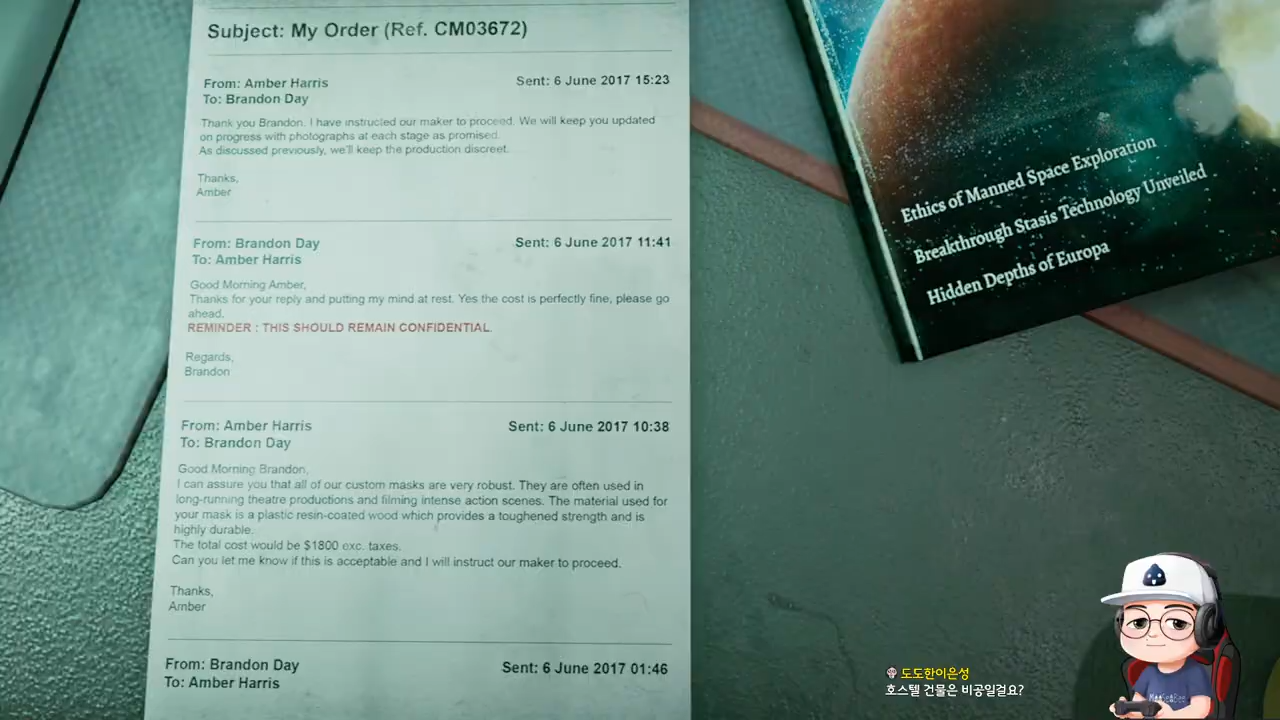 Subject: My Order (Ref. CM03672)
From: Amber Harris
Sent: 6 June 2017 15:23
To: Brandon Day
Thank you Brandon. I have instructed our maker to proceed. We will keep you updated
on progress with photographs at each stage as promised.
As discussed previously, we'll keep the production discreet.
Thanks,
Amber
From: Brandon Day
Sent: 6 June 2017 11:41
To: Amber Harris
Good Morning Amber,
Thanks for your reply and putting my mind at rest. Yes the cost is perfectly fine, please go
ahead.
REMINDER : THIS SHOULD REMAIN CONFIDENTIAL.
Regards,
Brandon
From: Amber Harris
Sent: 6 June 2017 10:38
To: Brandon Day
Good Morning Brandon,
I can assure you that all of our custom masks are very robust. They are often used in
long-running theatre productions and filming intense action scenes. The material used for
your mask is a plastic resin-coated wood which provides a toughened strength and is
highly durable.
The total cost would be $1800 exc. taxes.
Can you let me know if this is acceptable and I will instruct our maker to proceed.
Thanks,
Amber
From: Brandon Day
Sent: 6 June 2017 01:46
To: Amber Harris
Ethics of Manned Space Exploration
Breakthrough Stasis Technology Unveiled
Hidden Depths of Europa
도도한이은성
호스텔 건물은 비공일걸요?